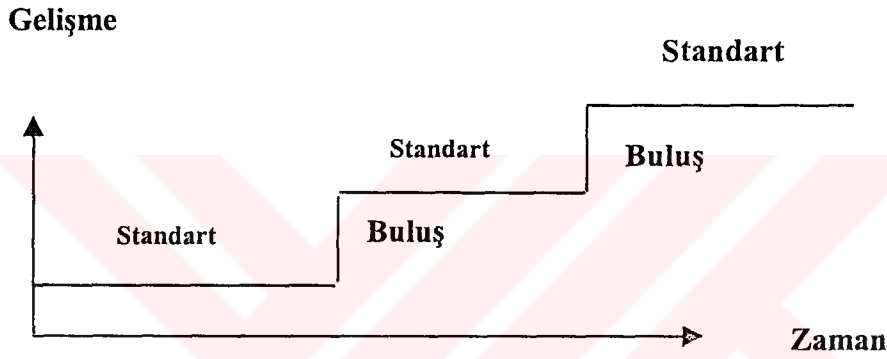 Gelişme
Standart
Standart
Buluş
Standart
Buluş
Zaman